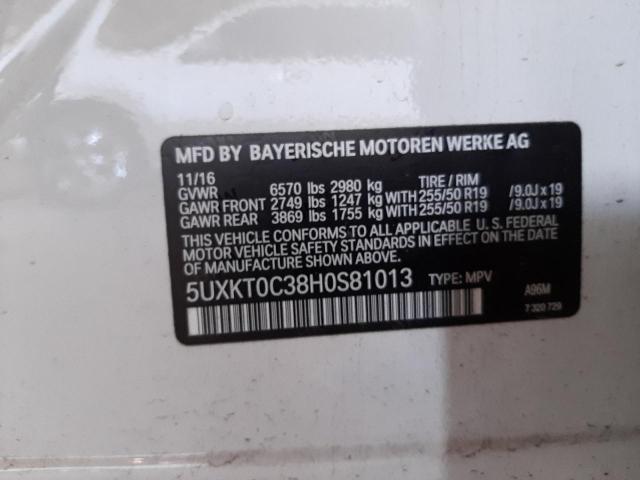 MFD BY BAYERISCHE MOTOREN WERKE AG
11/16 TIRE / RIM
GVWR 6570 lbs 2980 kg
GAWR FRONT 2749 lbs 1247 kg WITH 255/50 R19 /9.0J x 19
GAWR REAR 3869 lbs 1755 kg WITH 255/50 R19 /9.0J x 19
THIS VEHICLE CONFORMS TO ALL APPLICABLE U.S. FEDERAL
MOTOR VEHICLE SAFETY STANDARDS IN EFFECT ON THE
DATE OF MANUFACTURE SHOWN ABOVE.
5UXKT0C38H0S81013 TYPE: MPV
A96M
7 320 729